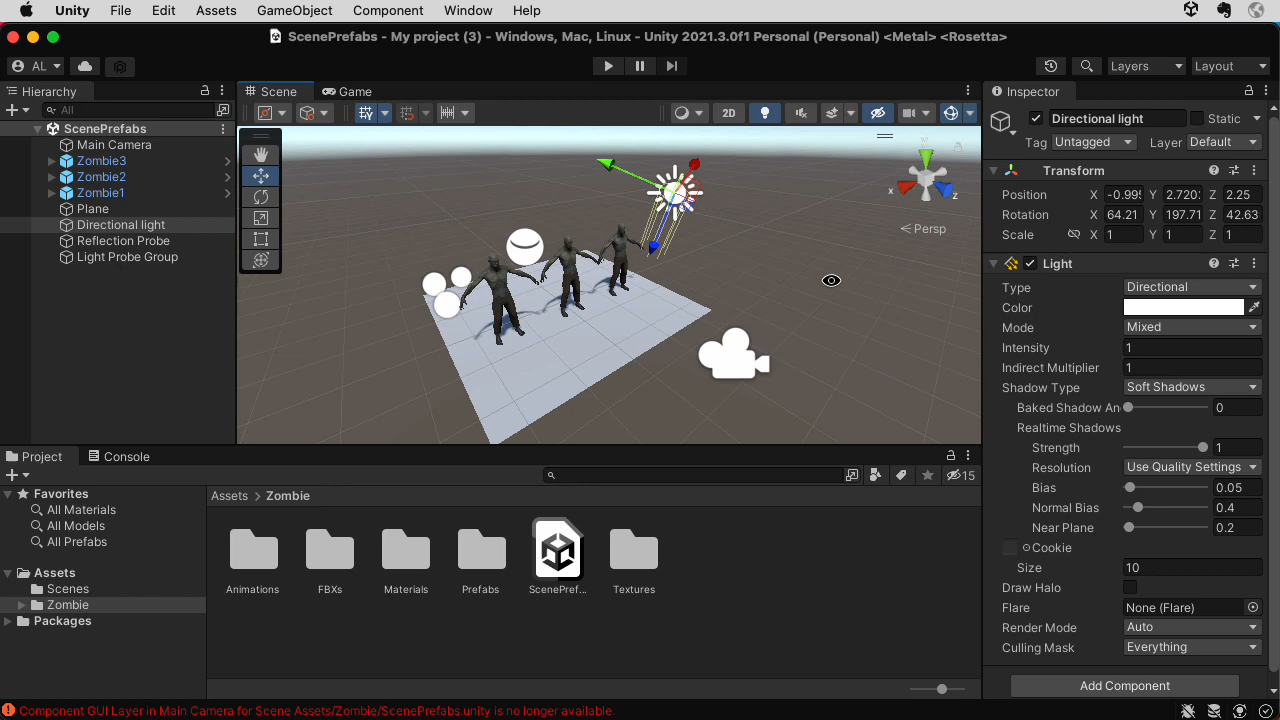 Unity File Edit Assets GameObject Component Window Help
ScenePrefabs - My project (3) - Windows, Mac, Linux - Unity 2021.3.0f1 Personal (Personal) <Metal> <Rosetta>
AL Layers Layout
Hierarchy
All
ScenePrefabs
Main Camera
Zombie3
Zombie2
Zombie1
Plane
Directional light
Reflection Probe
Light Probe Group
Scene Game
2D
x z
Persp
Inspector
Directional light Static
Tag Untagged Layer Default
Transform
Position X -0.995 Y 2.720 Z 2.25
Rotation X 64.21 Y 197.71 Z 42.63
Scale X 1 Y 1 Z 1
Light
Type Directional
Color
Mode Mixed
Intensity 1
Indirect Multiplier 1
Shadow Type Soft Shadows
Baked Shadow An 0
Realtime Shadows
Strength 1
Resolution Use Quality Settings
Bias 0.05
Normal Bias 0.4
Near Plane 0.2
Cookie
Size 10
Draw Halo
Flare None (Flare)
Render Mode Auto
Culling Mask Everything
Add Component
Project Console
15
Favorites
All Materials
All Models
All Prefabs
Assets
Scenes
Zombie
Packages
Assets > Zombie
Animations FBXs Materials Prefabs ScenePref... Textures
Component GUI Layer in Main Camera for Scene Assets/Zombie/ScenePrefabs.unity is no longer available.